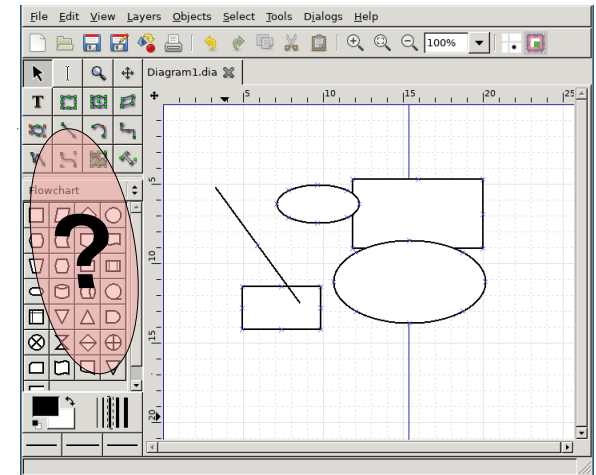 File Edit View Layers Objects Select Tools Dialogs Help
100%
Diagram1.dia
T
5 10 15 20 25
Flowchart
?
5
10
15
20